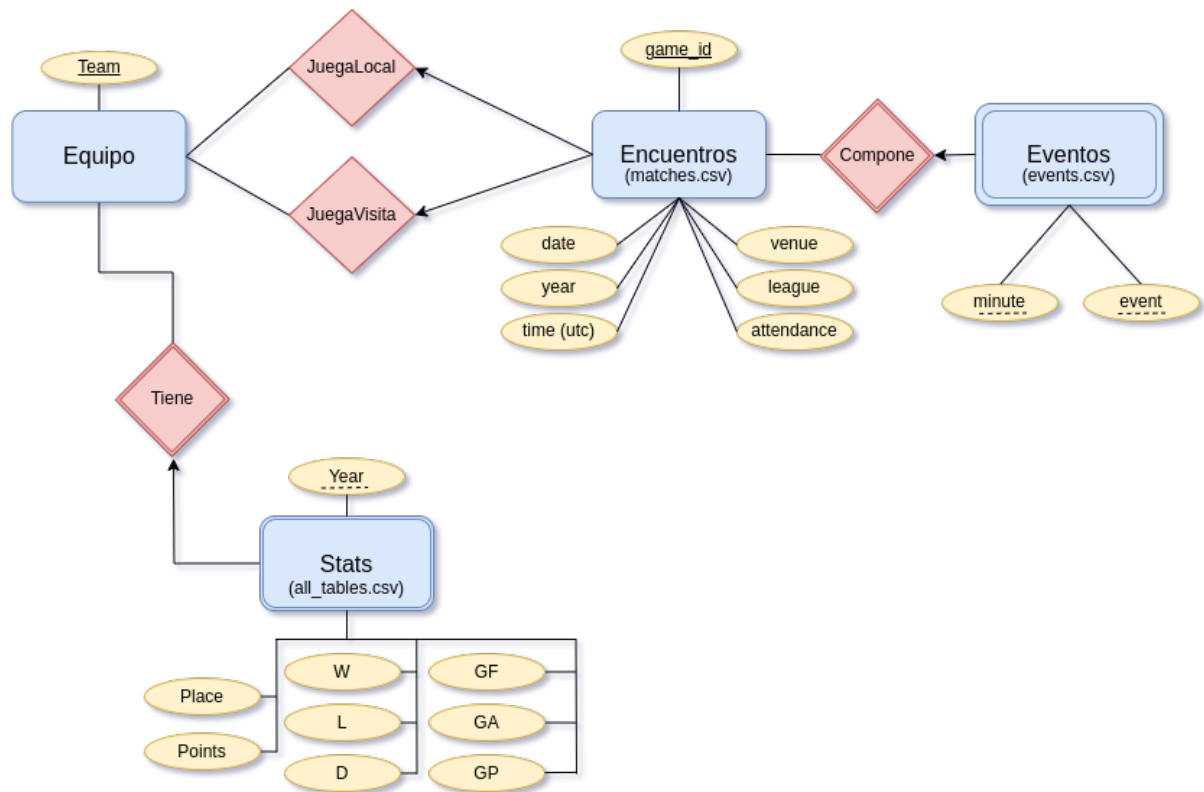 game_id
Team
JuegaLocal
Equipo
Encuentros
(matches.csv)
Compone
Eventos
(events.csv)
JuegaVisita
date
venue
year
league
minute
event
time (utc)
attendance
Tiene
Year
Stats
(all_tables.csv)
W
GF
Place
L
GA
Points
D
GP